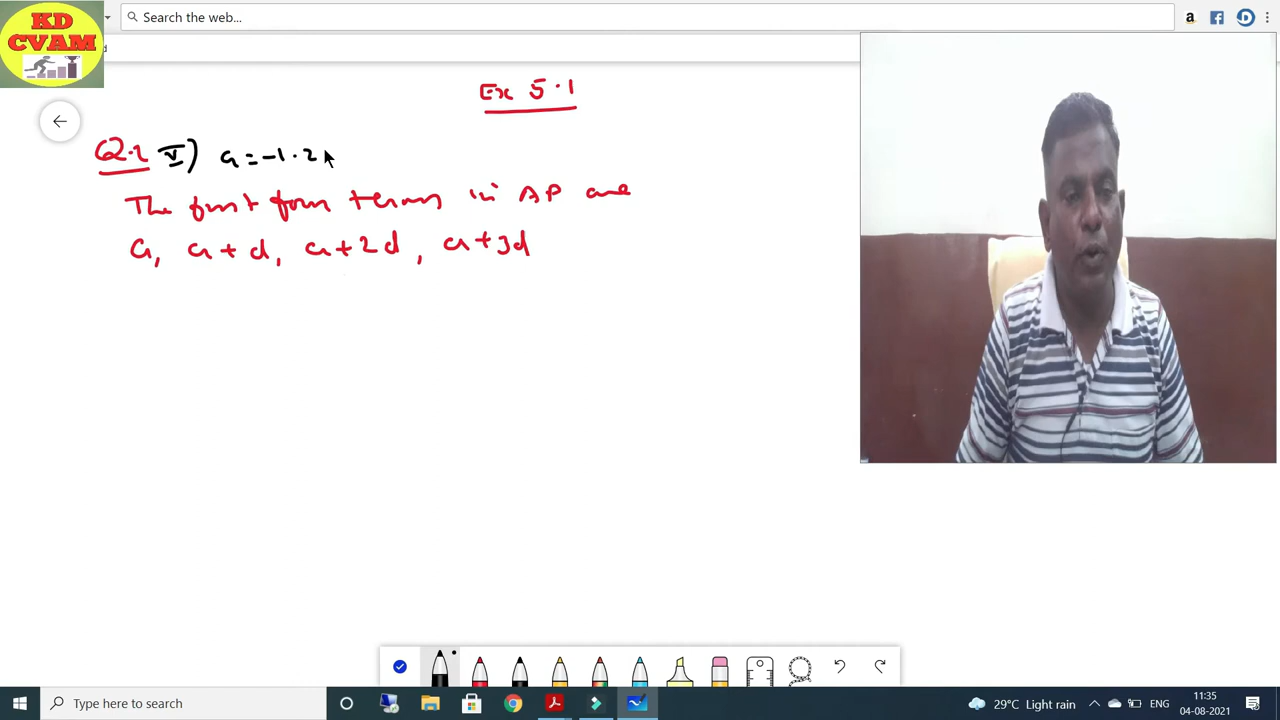 KD
CVAM
Search the web...
d
Ex 5.1
Q.2 V) a = -1.2
The first four terms in AP are
a, a + d, a + 2d, a + 3d
Type here to search
29°C Light rain
ENG
11:35
04-08-2021